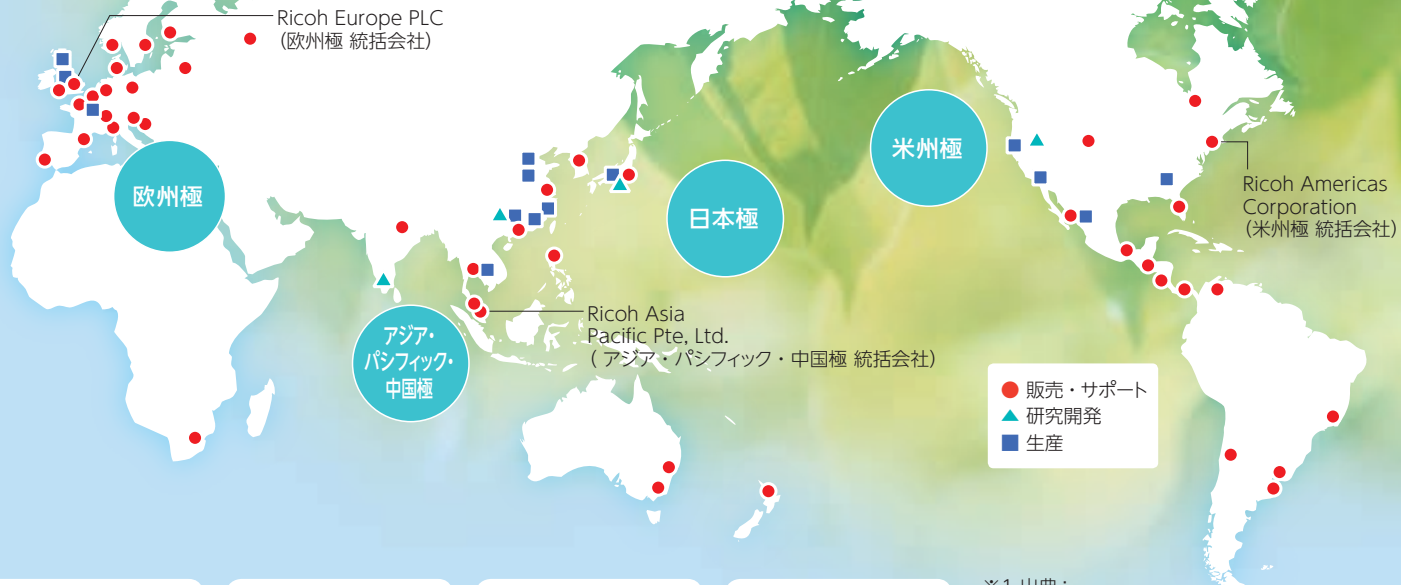 Ricoh Europe PLC
(欧州極 統括会社)
欧州極
日本極
米州極
Ricoh Americas
Corporation
(米州極 統括会社)
アジア・
パシフィック・
中国極
Ricoh Asia
Pacific Pte, Ltd.
( アジア・パシフィック・中国極 統括会社)
販売・サポート
研究開発
生産
※1 出典：